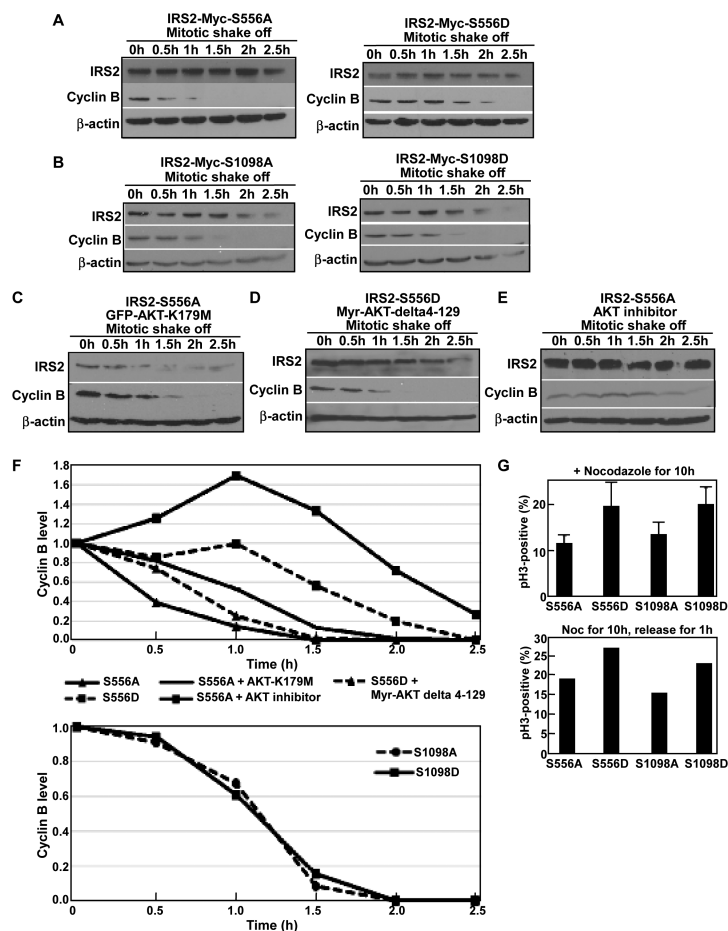 A
IRS2-Myc-S556A
Mitotic shake off
0h 0.5h 1h 1.5h 2h 2.5h
IRS2
Cyclin B
β-actin
IRS2-Myc-S556D
Mitotic shake off
0h 0.5h 1h 1.5h 2h 2.5h
B
IRS2-Myc-S1098A
Mitotic shake off
0h 0.5h 1h 1.5h 2h 2.5h
IRS2
Cyclin B
β-actin
IRS2-Myc-S1098D
Mitotic shake off
0h 0.5h 1h 1.5h 2h 2.5h
IRS2
Cyclin B
β-actin
C
IRS2-S556A
GFP-AKT-K179M
Mitotic shake off
0h 0.5h 1h 1.5h 2h 2.5h
IRS2
Cyclin B
β-actin
D
IRS2-S556D
Myr-AKT-delta4-129
Mitotic shake off
0h 0.5h 1h 1.5h 2h 2.5h
IRS2
Cyclin B
β-actin
E
IRS2-S556A
AKT inhibitor
Mitotic shake off
0h 0.5h 1h 1.5h 2h 2.5h
IRS2
Cyclin B
β-actin
F
Cyclin B level
1.8
1.6
1.4
1.2
1.0
0.8
0.6
0.4
0.2
0.0
0 0.5 1.0 1.5 2.0 2.5
Time (h)
S556A
S556A + AKT-K179M
S556D +
Myr-AKT delta 4-129
S556D
S556A + AKT inhibitor
Cyclin B level
1.0
0.8
0.6
0.4
0.2
0.0
0 0.5 1.0 1.5 2.0 2.5
Time (h)
S1098A
S1098D
G
+ Nocodazole for 10h
pH3-positive (%)
20
10
0
S556A S556D S1098A S1098D
Noc for 10h, release for 1h
pH3-positive (%)
30
25
20
15
10
5
0
S556A S556D S1098A S1098D